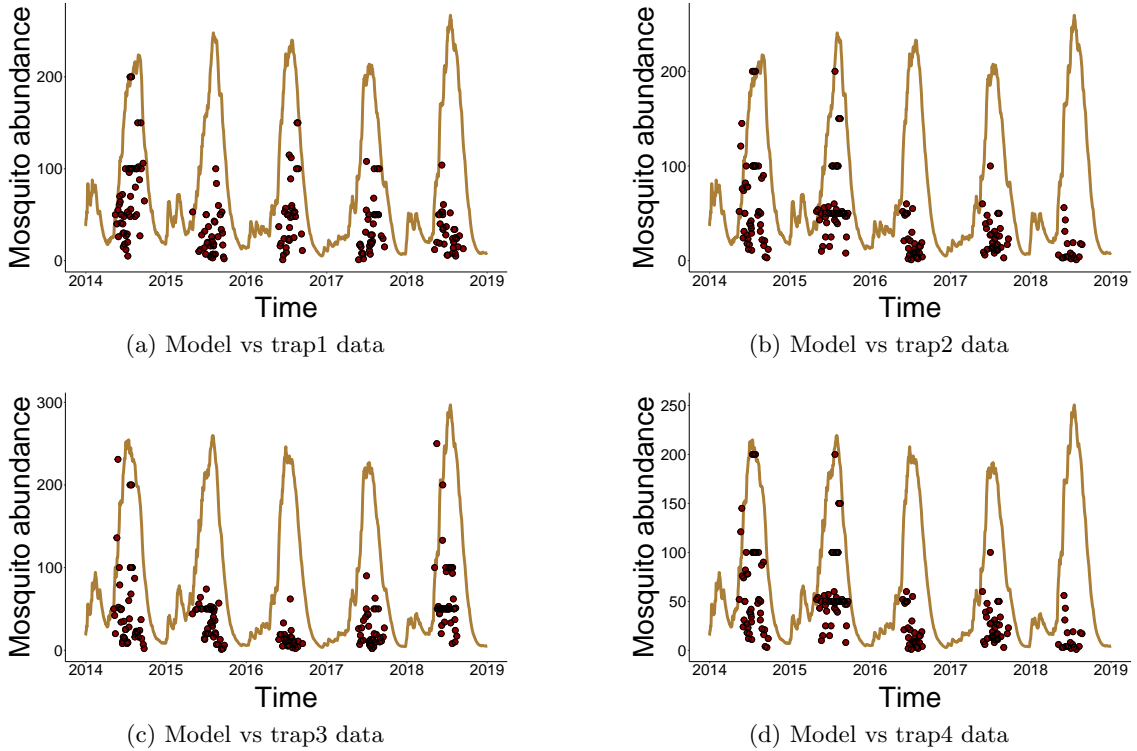 Mosquito abundance
200
100
0
2014 2015 2016 2017 2018 2019
Time
(a) Model vs trap1 data
Mosquito abundance
250
200
150
100
50
0
2014 2015 2016 2017 2018 2019
Time
(b) Model vs trap2 data
Mosquito abundance
300
200
100
0
2014 2015 2016 2017 2018 2019
Time
(c) Model vs trap3 data
Mosquito abundance
250
200
150
100
50
0
2014 2015 2016 2017 2018 2019
Time
(d) Model vs trap4 data